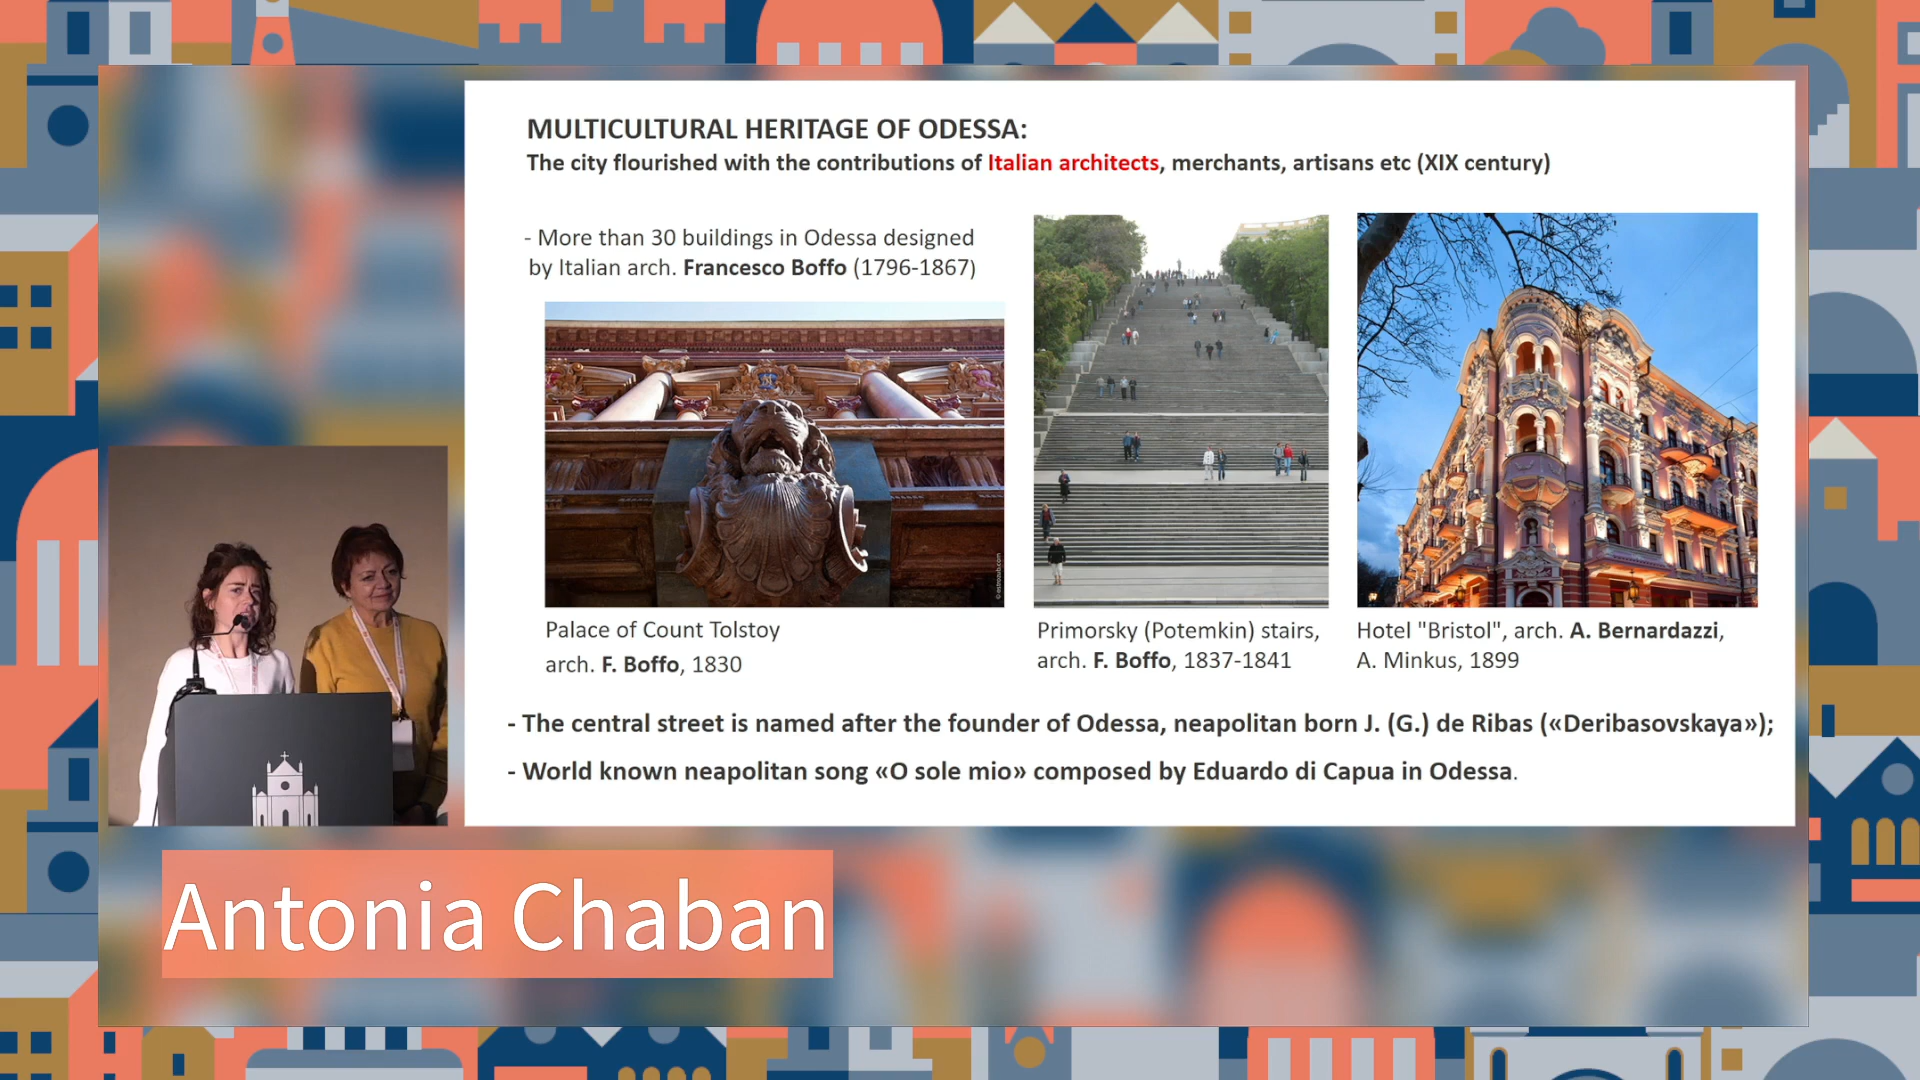 MULTICULTURAL HERITAGE OF ODESSA:
The city flourished with the contributions of Italian architects, merchants, artisans etc (XIX century)
- More than 30 buildings in Odessa designed
by Italian arch. Francesco Boffo (1796-1867)
Palace of Count Tolstoy
arch. F. Boffo, 1830
Primorsky (Potemkin) stairs,
arch. F. Boffo, 1837-1841
Hotel "Bristol", arch. A. Bernardazzi,
A. Minkus, 1899
- The central street is named after the founder of Odessa, neapolitan born J. (G.) de Ribas («Deribasovskaya»);
- World known neapolitan song «O sole mio» composed by Eduardo di Capua in Odessa.
Antonia Chaban